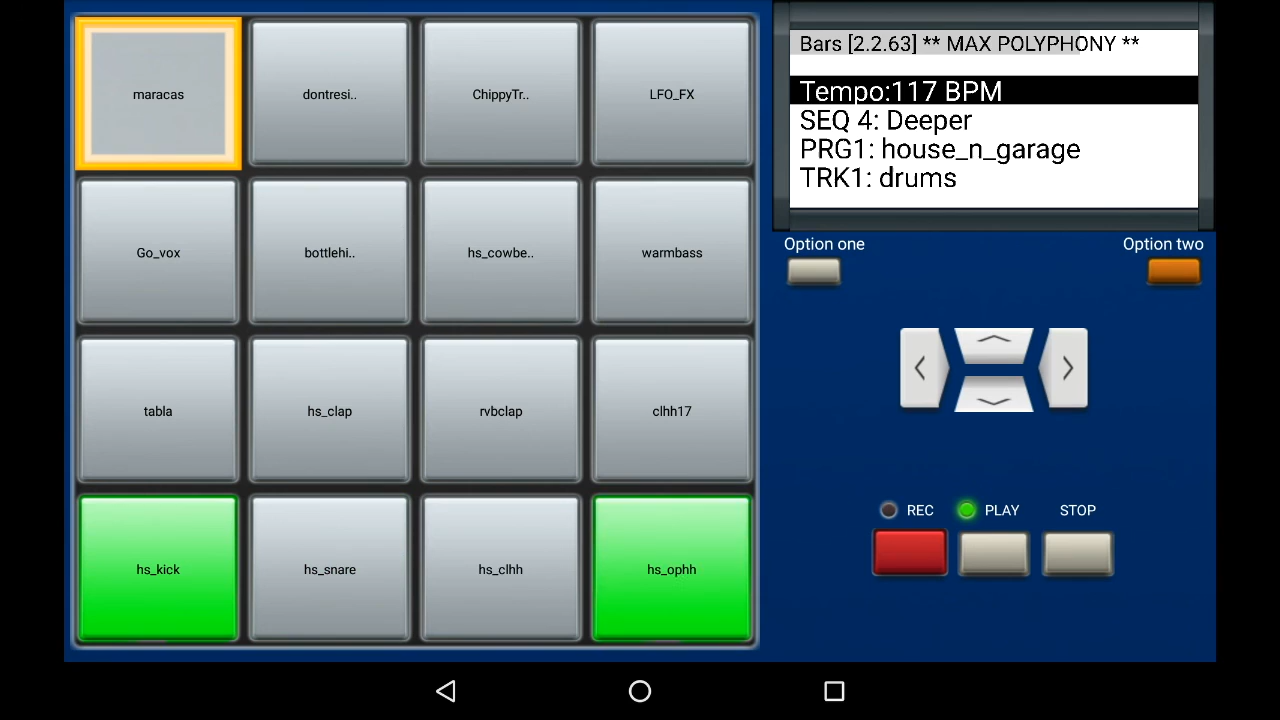 maracas
dontresi..
ChippyTr..
LFO_FX
Go_vox
bottlehi..
hs_cowbe..
warmbass
tabla
hs_clap
rvbclap
clhh17
hs_kick
hs_snare
hs_clhh
hs_ophh
Bars [2.2.63] ** MAX POLYPHONY **
Tempo:117 BPM
SEQ 4: Deeper
PRG1: house_n_garage
TRK1: drums
Option one
Option two
REC
PLAY
STOP